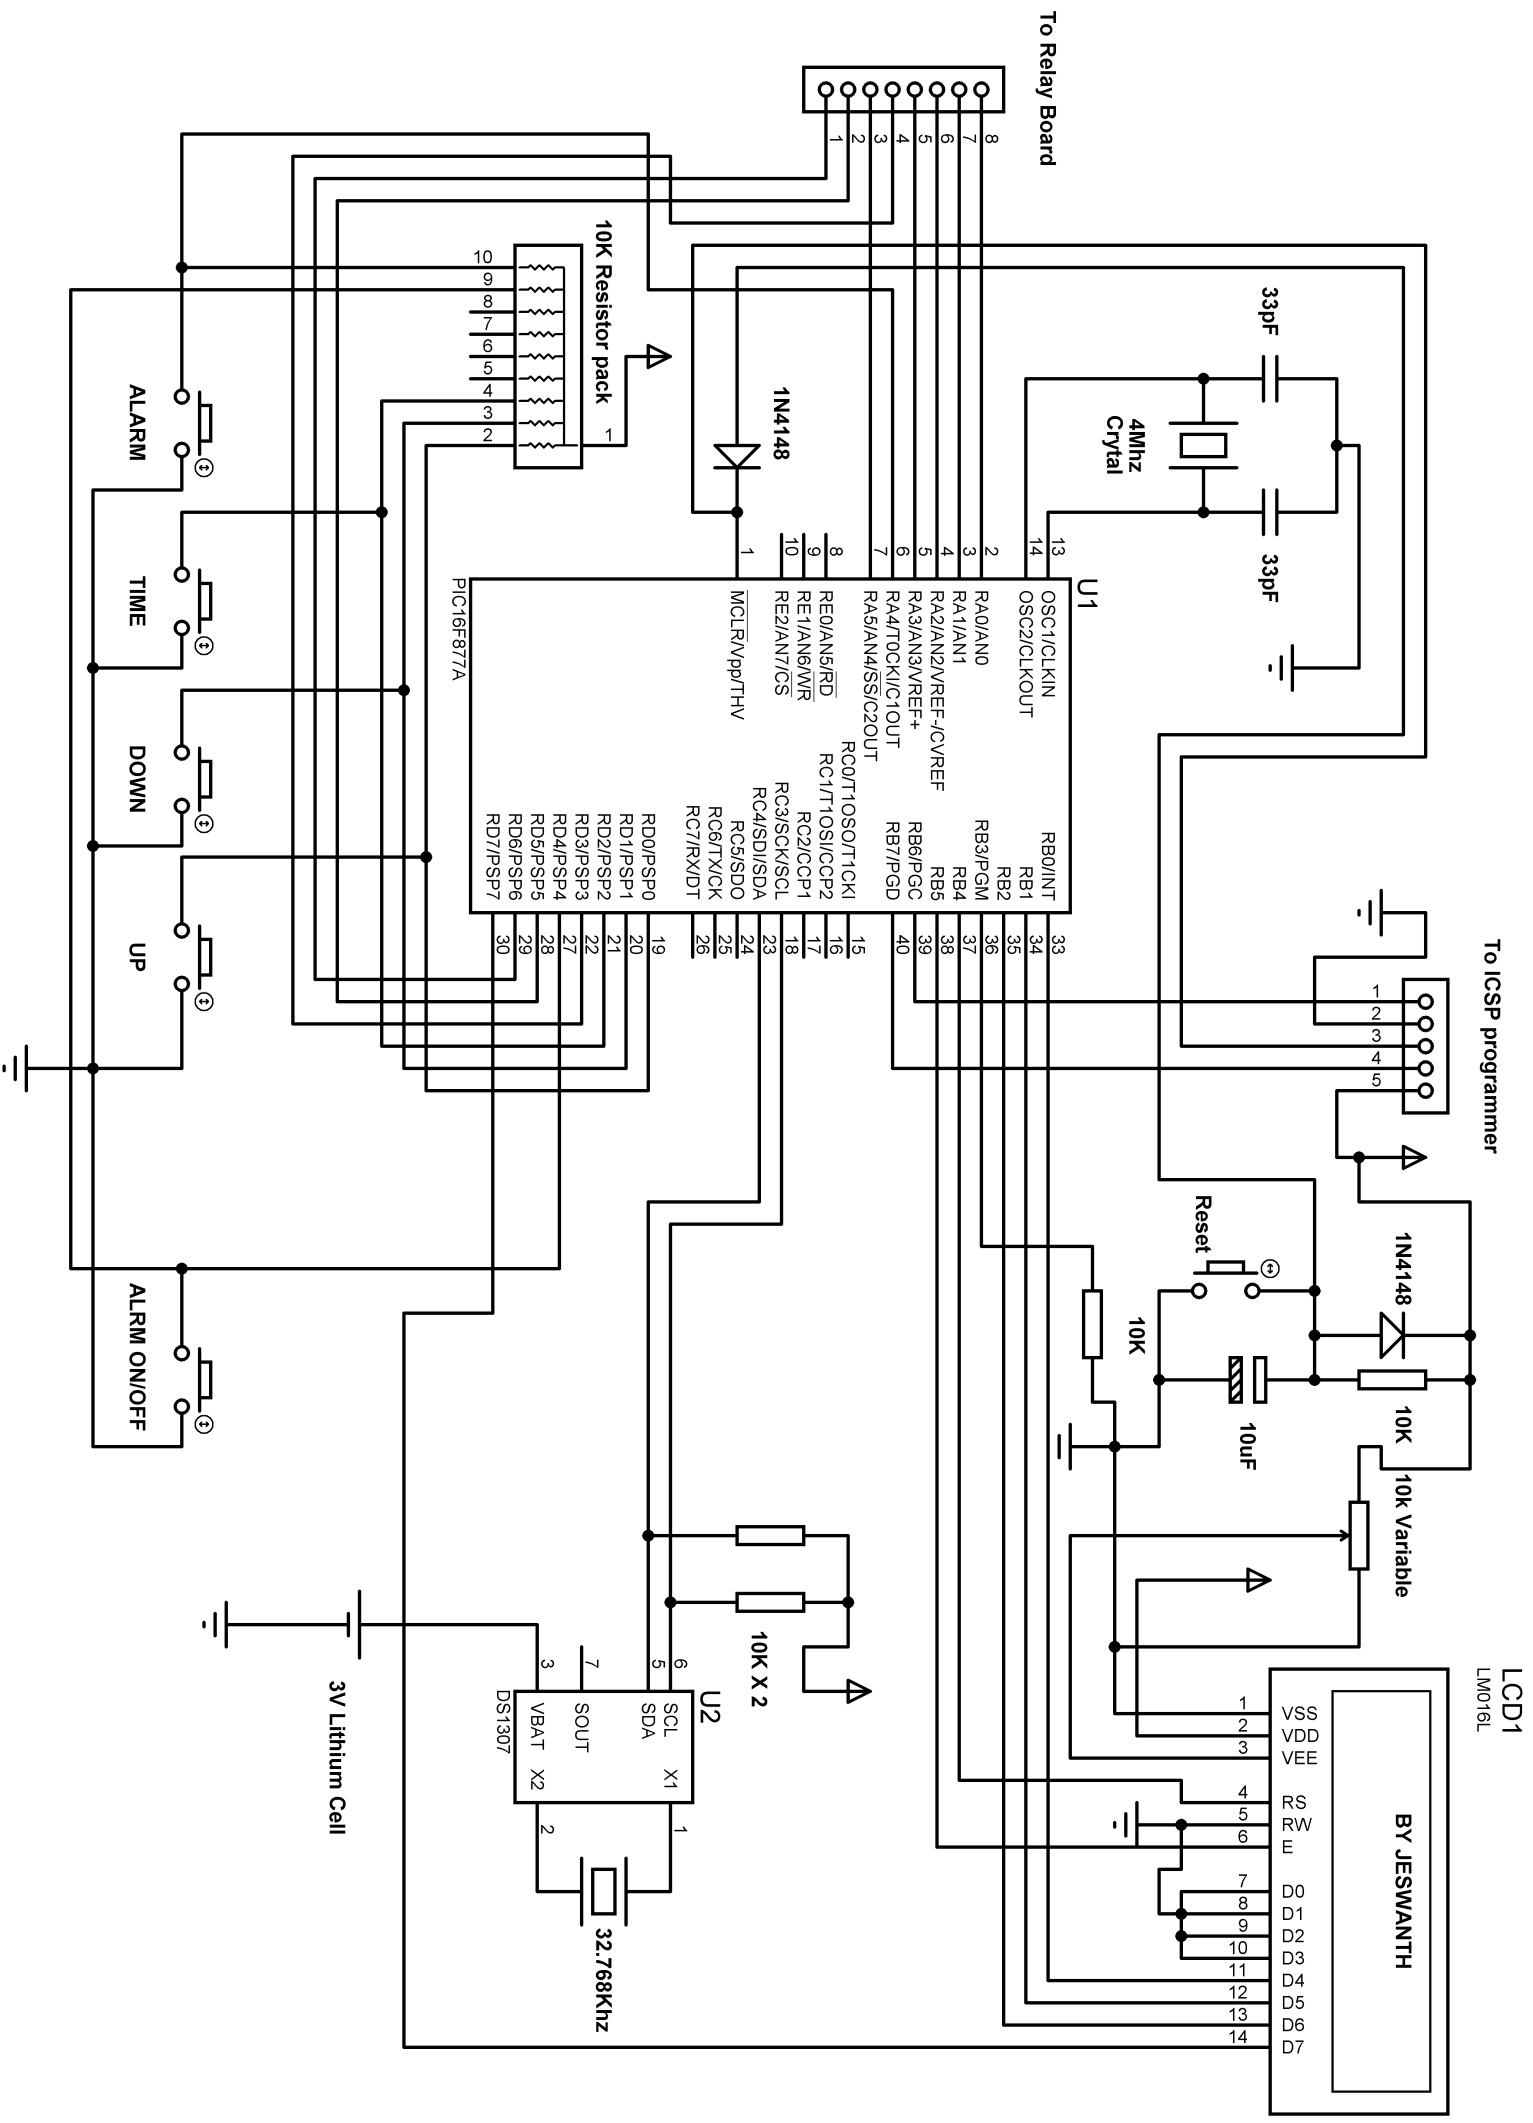 To Relay Board
1
2
3
4
5
6
7
8
10K Resistor pack
10
9
8
7
6
5
4
3
2
1
1N4148
33pF
4Mhz
Crytal
33pF
U1
PIC16F877A
13
14
2
3
4
5
6
7
8
9
10
1
OSC1/CLKIN
OSC2/CLKOUT
RA0/AN0
RA1/AN1
RA2/AN2/VREF-/CVREF
RA3/AN3/VREF+
RA4/T0CKI/C1OUT
RA5/AN4/SS/C2OUT
RE0/AN5/RD
RE1/AN6/WR
RE2/AN7/CS
MCLR/Vpp/THV
RB0/INT
RB1
RB2
RB3/PGM
RB4
RB5
RB6/PGC
RB7/PGD
RC0/T1OSO/T1CKI
RC1/T1OSI/CCP2
RC2/CCP1
RC3/SCK/SCL
RC4/SDI/SDA
RC5/SDO
RC6/TX/CK
RC7/RX/DT
RD0/PSP0
RD1/PSP1
RD2/PSP2
RD3/PSP3
RD4/PSP4
RD5/PSP5
RD6/PSP6
RD7/PSP7
33
34
35
36
37
38
39
40
15
16
17
18
23
24
25
26
19
20
21
22
27
28
29
30
ALARM
TIME
DOWN
UP
ALRM ON/OFF
To ICSP programmer
1
2
3
4
5
Reset
1N4148
10K
10K
10uF
10k Variable
10K X 2
3V Lithium Cell
U2
DS1307
6
5
7
3
SCL
SDA
SOUT
VBAT
X1
X2
1
2
32.768Khz
LCD1
LM016L
BY JESWANTH
1 VSS
2 VDD
3 VEE
4 RS
5 RW
6 E
7 D0
8 D1
9 D2
10 D3
11 D4
12 D5
13 D6
14 D7